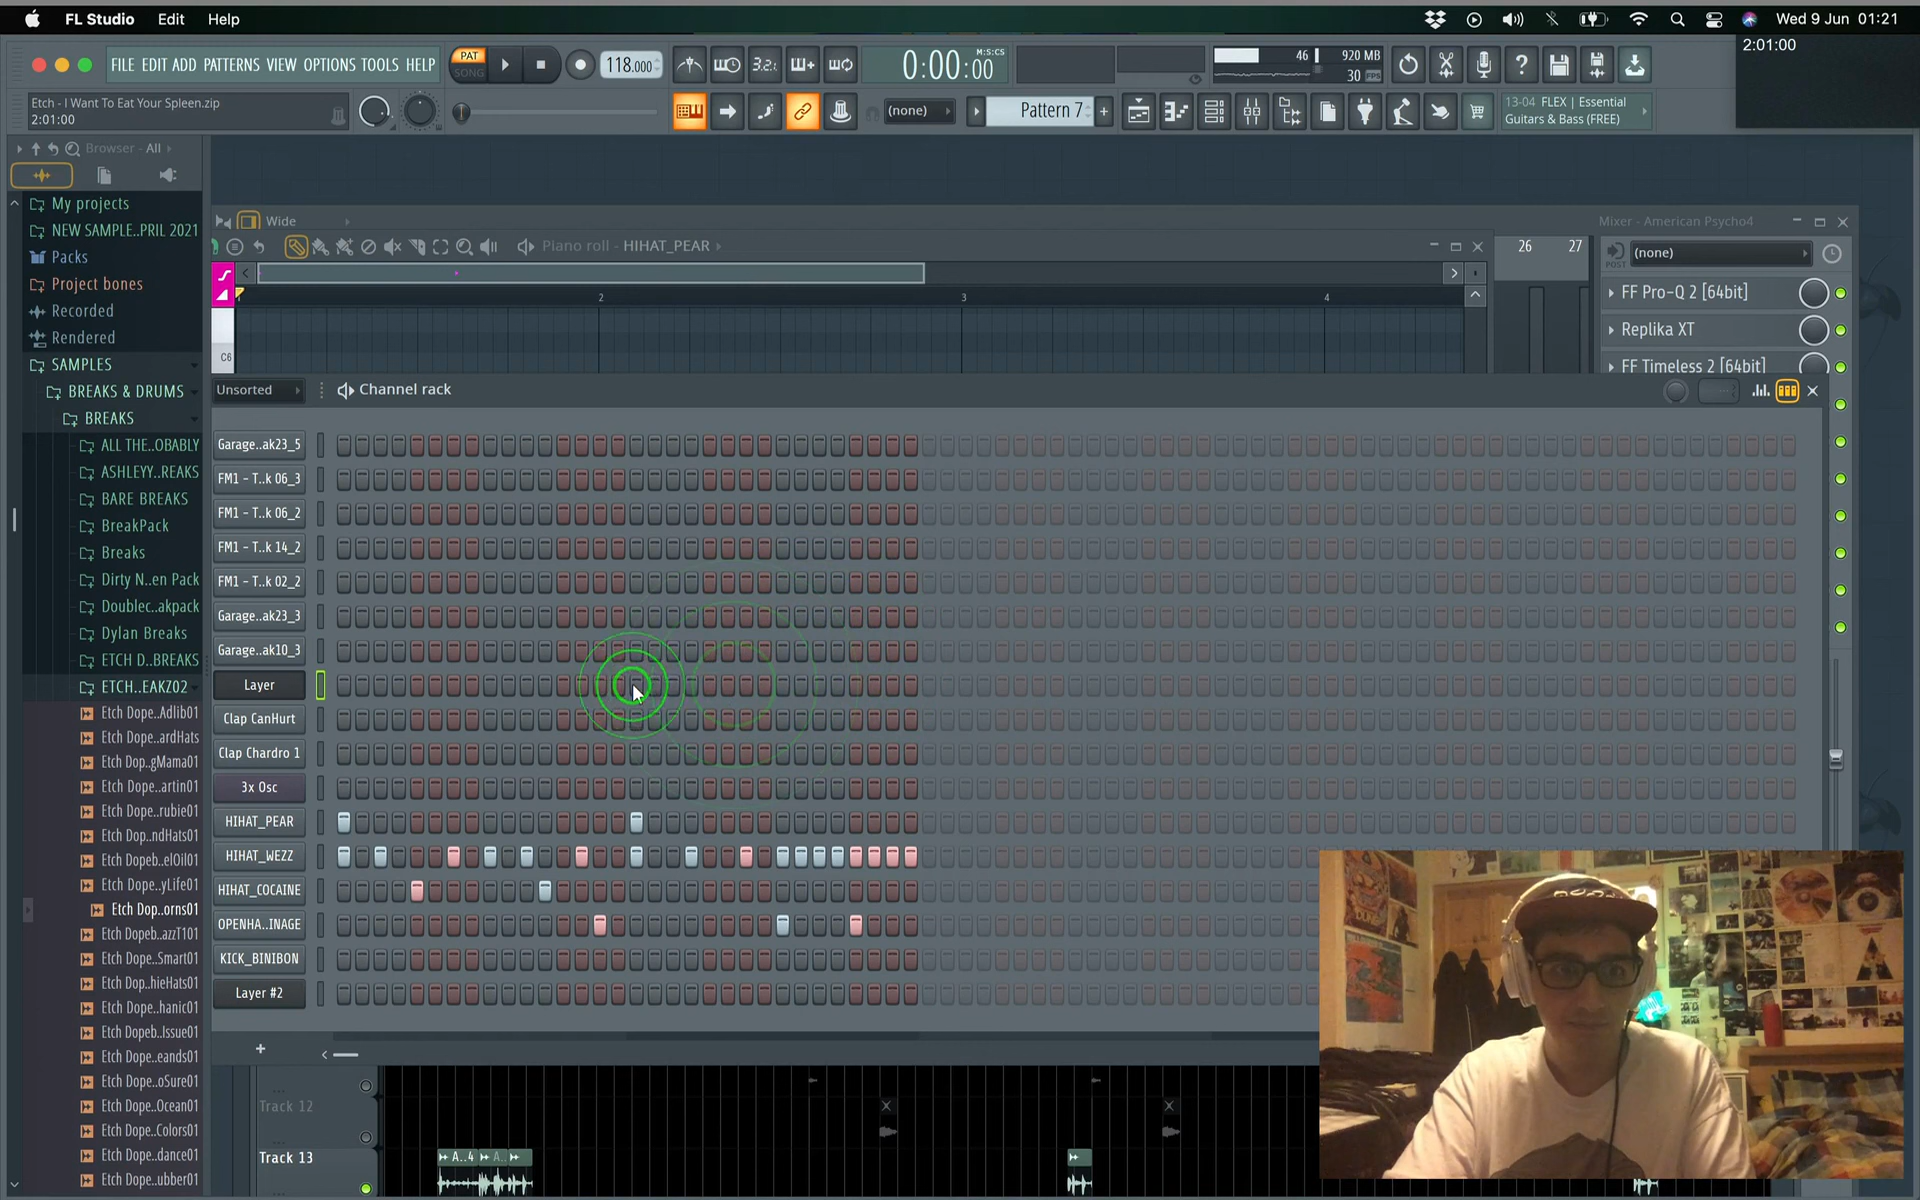 FL Studio Edit Help
Wed 9 Jun 01:21
2:01:00
FILE EDIT ADD PATTERNS VIEW OPTIONS TOOLS HELP
PAT
SONG
118.000
3.2.
0:00:00
M:S:CS
46
920 MB
30 FPS
Etch - I Want To Eat Your Spleen.zip
2:01:00
(none)
Pattern 7
+
13-04 FLEX | Essential
Guitars & Bass (FREE)
Browser - All
My projects
NEW SAMPLE..PRIL 2021
Packs
Project bones
Recorded
Rendered
SAMPLES
BREAKS & DRUMS
BREAKS
ALL THE..OBABLY
ASHLEYY..REAKS
BARE BREAKS
BreakPack
Breaks
Dirty N..en Pack
Doublec..akpack
Dylan Breaks
ETCH D..BREAKS
ETCH..EAKZ02
Etch Dope..Adlib01
Etch Dope..ardHats
Etch Dop..gMama01
Etch Dope..artin01
Etch Dope..rubie01
Etch Dop..ndHats01
Etch Dopeb..elOil01
Etch Dope..yLife01
Etch Dop..orns01
Etch Dopeb..azzT101
Etch Dope..Smart01
Etch Dop..hieHats01
Etch Dope..hanic01
Etch Dopeb..Issue01
Etch Dope..eands01
Etch Dope..oSure01
Etch Dope..Ocean01
Etch Dope..Colors01
Etch Dope..dance01
Etch Dope..ubber01
Wide
Piano roll - HIHAT_PEAR
2 3 4
C6
Mixer - American Psycho4
26 27
POST
(none)
FF Pro-Q 2 [64bit]
Replika XT
FF Timeless 2 [64bit]
Unsorted
Channel rack
Garage..ak23_5
FM1 - T..k 06_3
FM1 - T..k 06_2
FM1 - T..k 14_2
FM1 - T..k 02_2
Garage..ak23_3
Garage..ak10_3
Layer
Clap CanHurt
Clap Chardro 1
3x Osc
HIHAT_PEAR
HIHAT_WEZZ
HIHAT_COCAINE
OPENHA..INAGE
KICK_BINIBON
Layer #2
+
Track 12
Track 13
A..4 A..